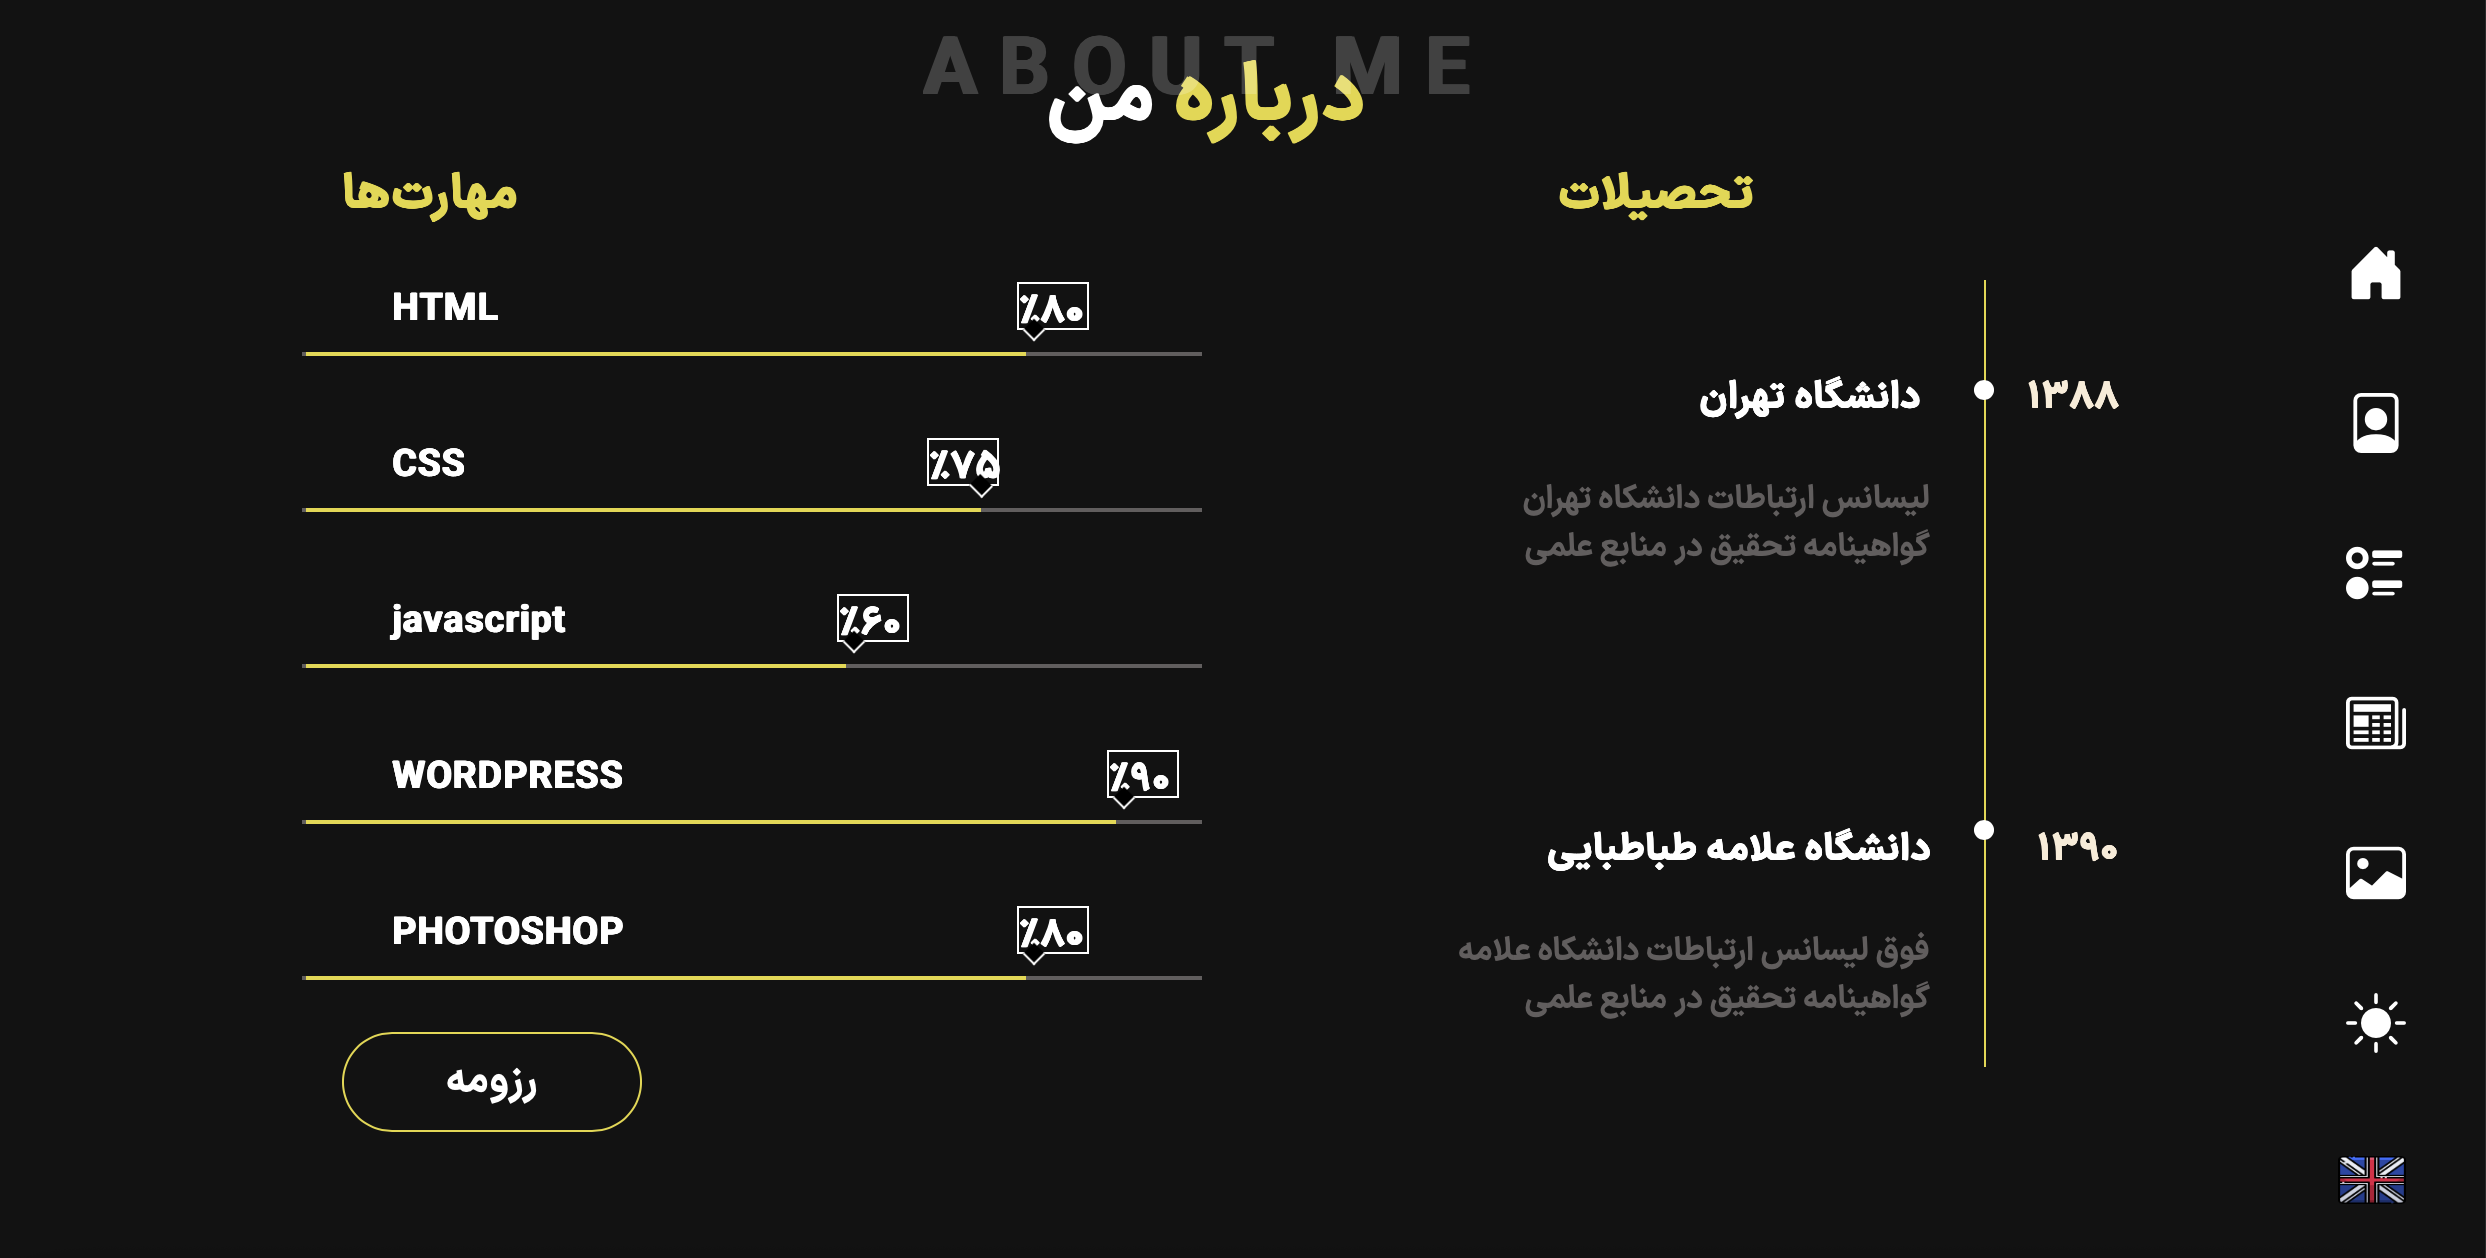 ABOUT ME
درباره من
تحصیلات
۱۳۸۸
دانشگاه تهران
لیسانس ارتباطات دانشکاه تهران
گواهینامه تحقیق در منابع علمی
۱۳۹۰
دانشگاه علامه طباطبایی
فوق لیسانس ارتباطات دانشکاه علامه
گواهینامه تحقیق در منابع علمی
مهارت‌ها
HTML ٪۸۰
CSS ٪۷۵
javascript ٪۶۰
WORDPRESS ٪۹۰
PHOTOSHOP ٪۸۰
رزومه